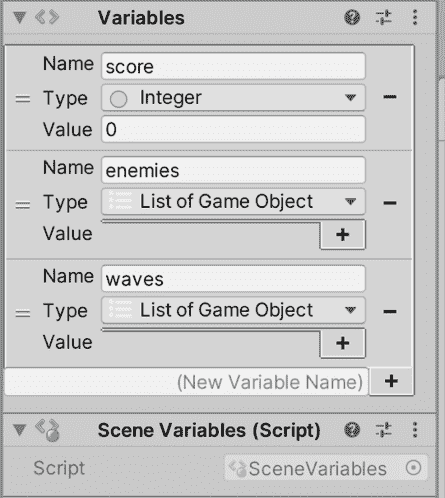 Variables
Name score
Type Integer
Value 0
Name enemies
Type List of Game Object
Value
Name waves
Type List of Game Object
Value
(New Variable Name)
Scene Variables (Script)
Script SceneVariables